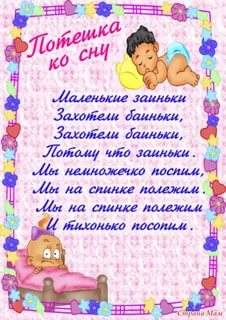 Потешка
ко сну
Маленькие заиньки
Захотели баиньки,
Захотели баиньки,
Потому что заиньки.
Мы немножечко поспим,
Мы на спинке полежим.
Мы на спинке полежим
И тихонько посопим.
Страна Мам